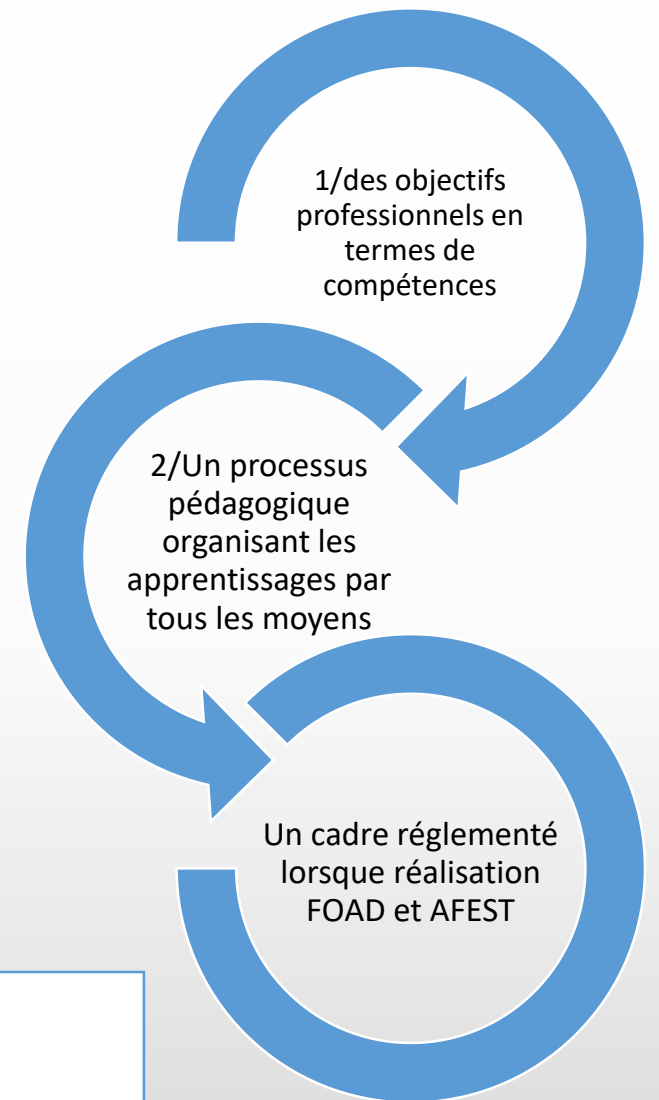 1/des objectifs
professionnels en
termes de
compétences
2/Un processus
pédagogique
organisant les
apprentissages par
tous les moyens
Un cadre réglementé
lorsque réalisation
FOAD et AFEST